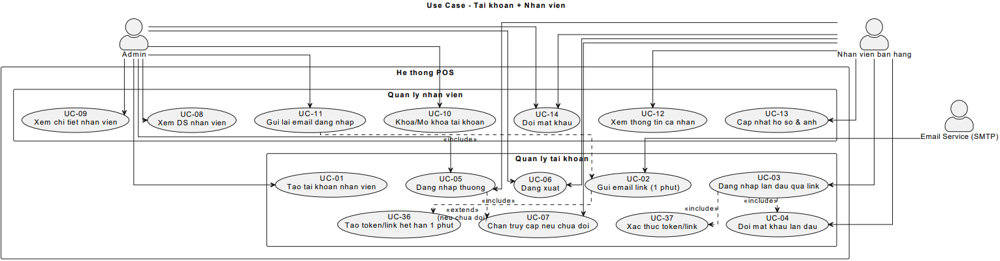 Use Case - Tai khoan + Nhan vien
Admin
Nhan vien ban hang
He thong POS
Quan ly nhan vien
UC-09
Xem chi tiet nhan vien
UC-08
Xem DS nhan vien
UC-11
Gui lai email dang nhap
UC-10
Khoa/Mo khoa tai khoan
UC-14
Doi mat khau
UC-12
Xem thong tin ca nhan
UC-13
Cap nhat ho so & anh
Email Service (SMTP)
«include»
Quan ly tai khoan
UC-01
Tao tai khoan nhan vien
UC-05
Dang nhap thuong
UC-06
Dang xuat
UC-02
Gui email link (1 phut)
UC-03
Dang nhap lan dau qua link
«include»
«include»
«extend»
(neu chua doi)
«include»
UC-36
Tao token/link het han 1 phut
UC-07
Chan truy cap neu chua doi
UC-37
Xac thuc token/link
UC-04
Doi mat khau lan dau